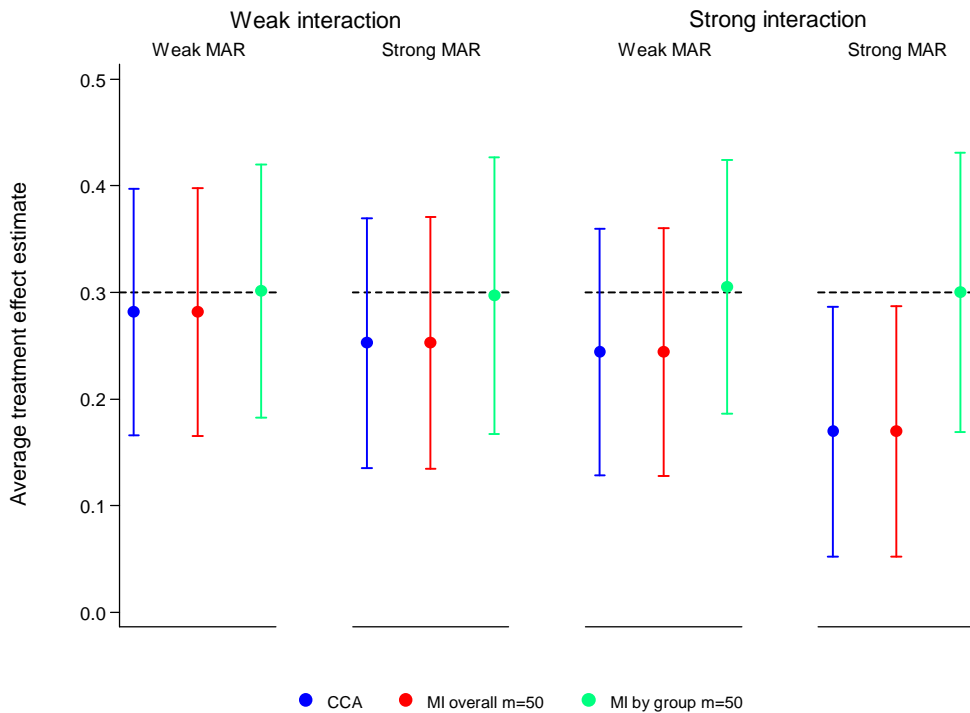 Weak interaction Strong interaction
Weak MAR Strong MAR Weak MAR Strong MAR
Average treatment effect estimate
0.5
0.4
0.3
0.2
0.1
0.0
CCA MI overall m=50 MI by group m=50